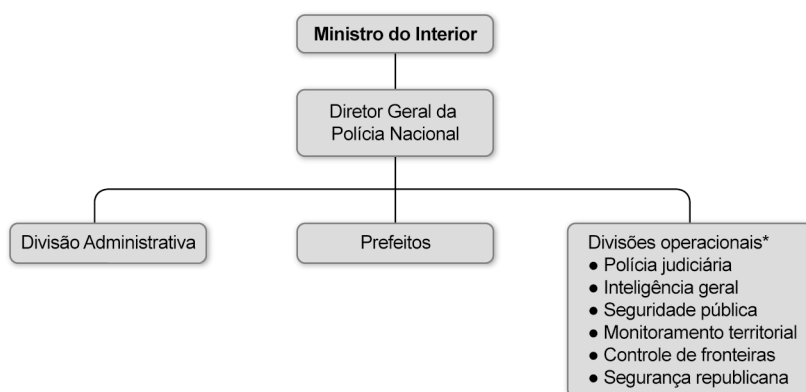 Ministro do Interior
Diretor Geral da
Polícia Nacional
Divisão Administrativa
Prefeitos
Divisões operacionais*
● Polícia judiciária
● Inteligência geral
● Seguridade pública
● Monitoramento territorial
● Controle de fronteiras
● Segurança republicana